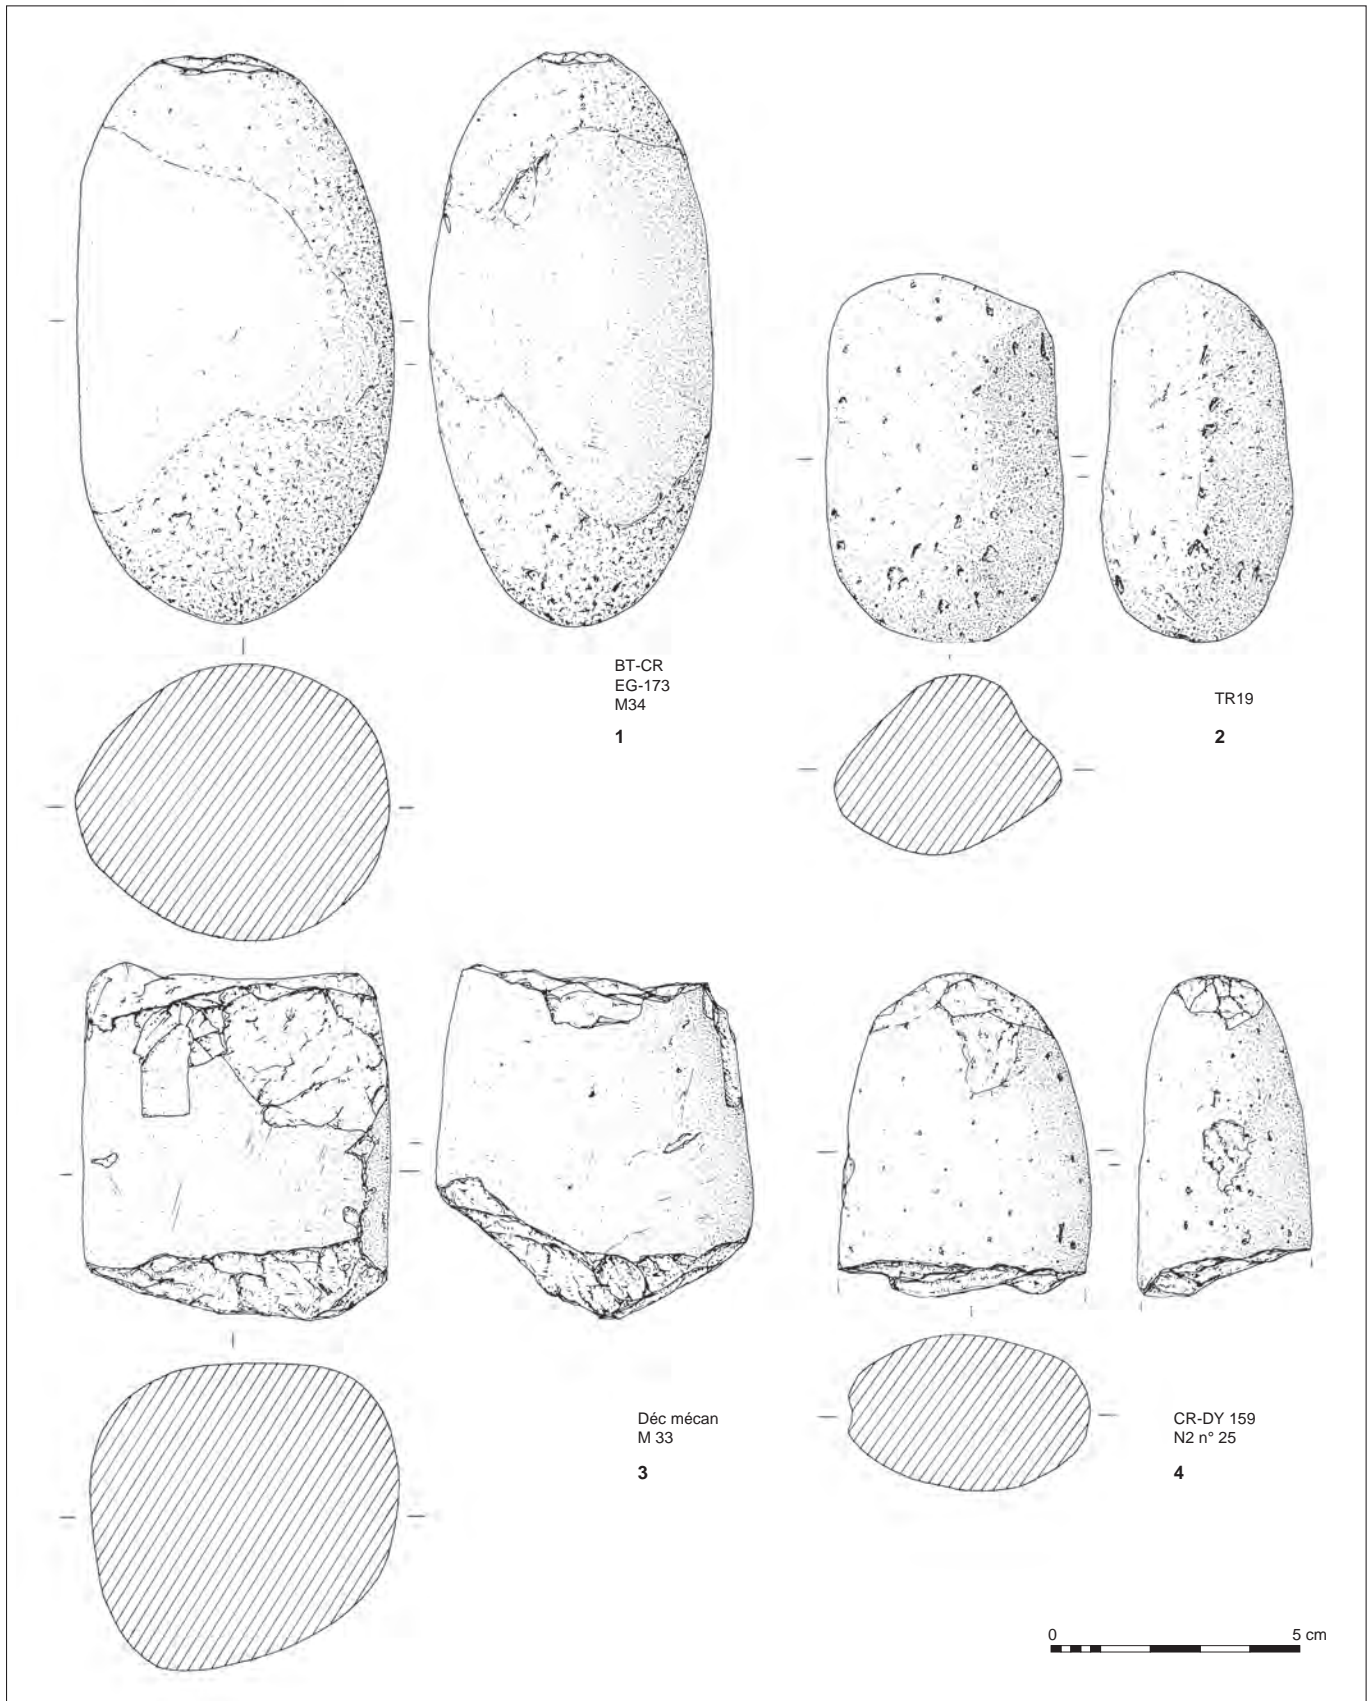 BT-CR
EG-173
M34
1
TR19
2
Déc mécan
M 33
3
CR-DY 159
N2 n° 25
4
0 5 cm